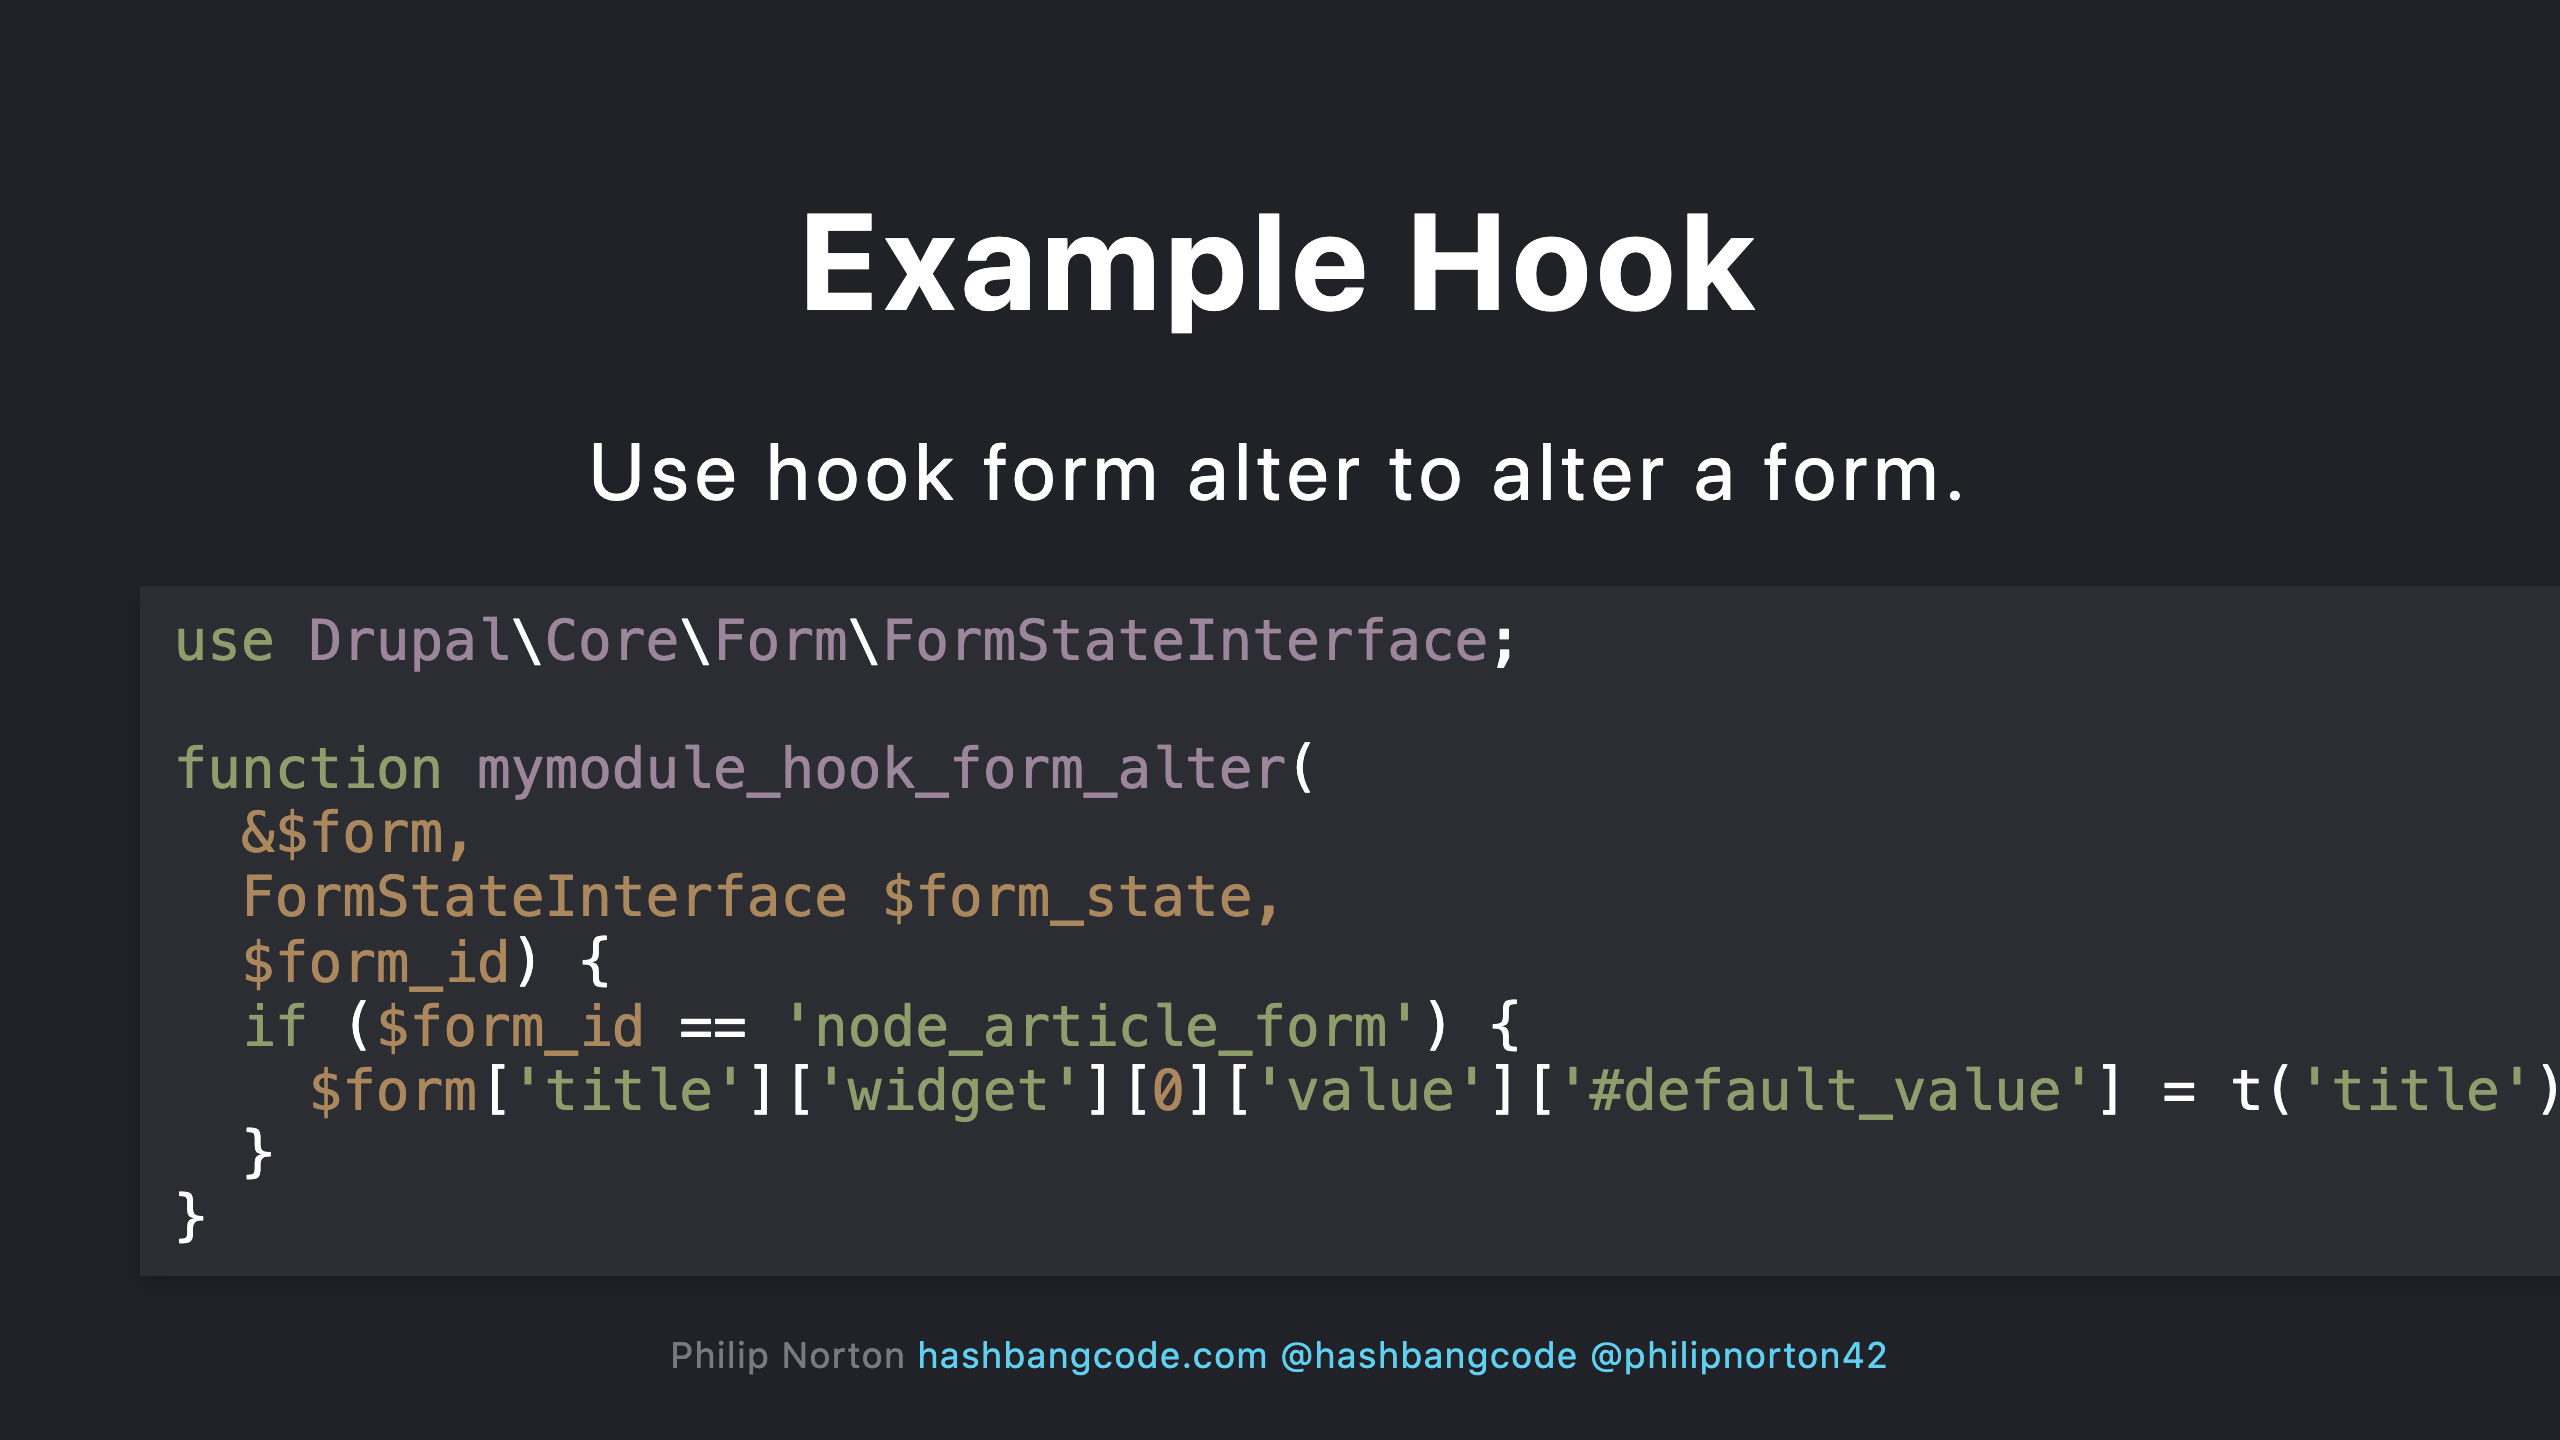 Example Hook
Use hook form alter to alter a form.
use Drupal\Core\Form\FormStateInterface;
function mymodule_hook_form_alter(
  &$form,
  FormStateInterface $form_state,
  $form_id) {
  if ($form_id == 'node_article_form') {
    $form['title']['widget'][0]['value']['#default_value'] = t('title')
  }
}
Philip Norton hashbangcode.com @hashbangcode @philipnorton42